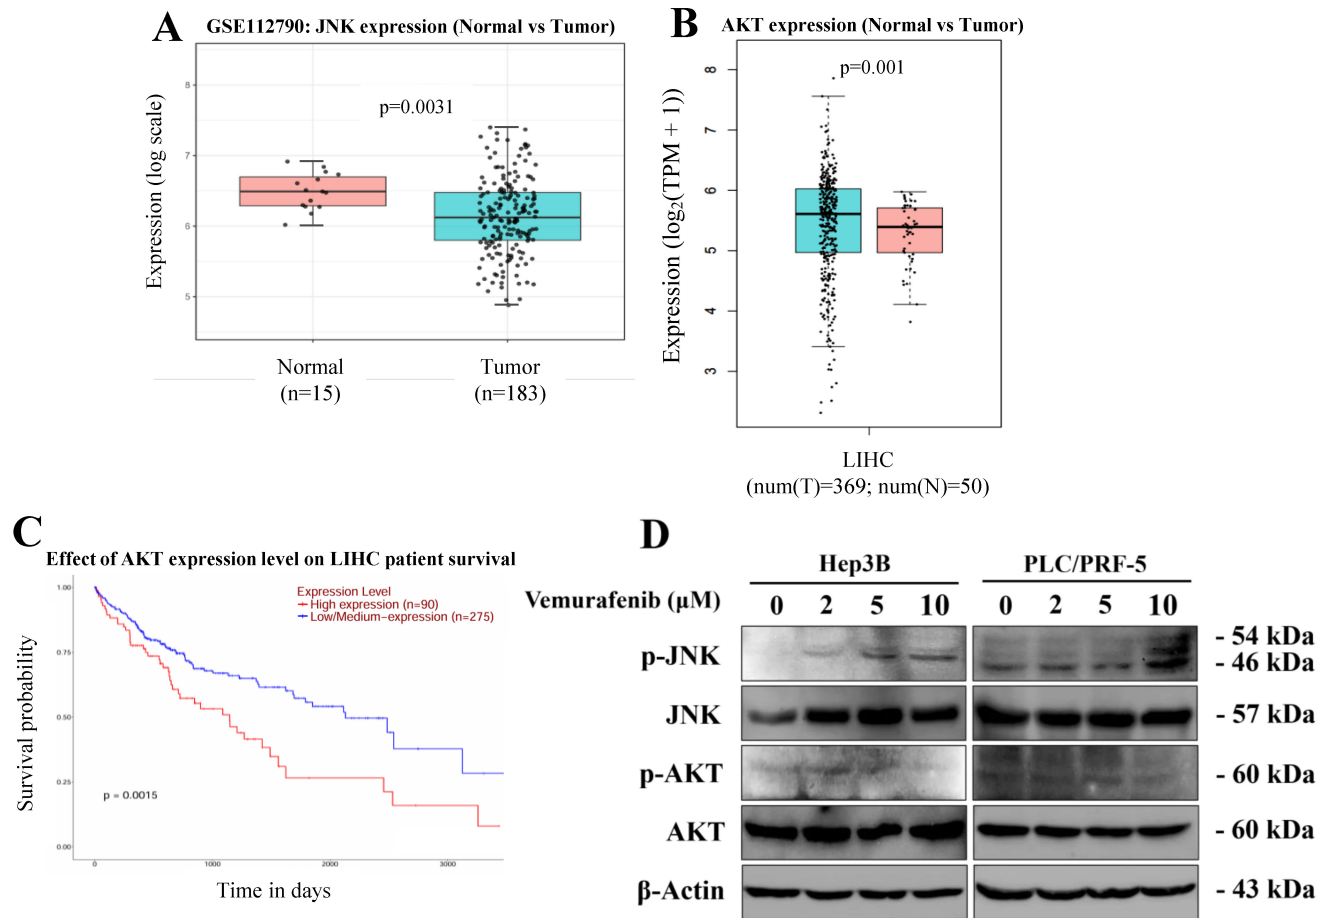 A
GSE112790: JNK expression (Normal vs Tumor)
p=0.0031
Expression (log scale)
8
7
6
5
Normal
(n=15)
Tumor
(n=183)
B
AKT expression (Normal vs Tumor)
p=0.001
Expression (log₂(TPM + 1))
8
7
6
5
4
3
LIHC
(num(T)=369; num(N)=50)
C
Effect of AKT expression level on LIHC patient survival
Expression Level
High expression (n=90)
Low/Medium-expression (n=275)
Survival probability
1.00
0.75
0.50
0.25
0.00
p = 0.0015
0 1000 2000 3000
Time in days
D
Hep3B PLC/PRF-5
Vemurafenib (μM) 0 2 5 10 0 2 5 10
p-JNK - 54 kDa
- 46 kDa
JNK - 57 kDa
p-AKT - 60 kDa
AKT - 60 kDa
β-Actin - 43 kDa